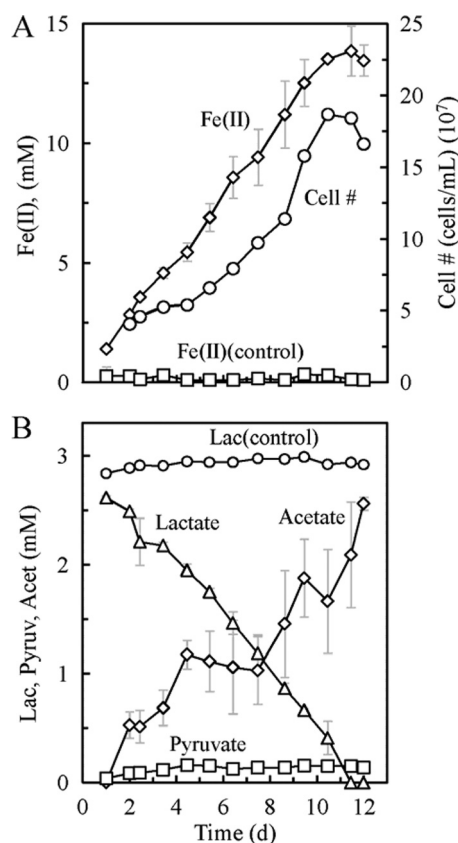 A
15
10
5
0
Fe(II), (mM)
Fe(II)
Cell #
Fe(II)(control)
25
20
15
10
5
0
Cell # (cells/mL) (10⁷)
B
3
2
1
0
Lac, Pyruv, Acet (mM)
Lac(control)
Lactate
Acetate
Pyruvate
0 2 4 6 8 10 12
Time (d)